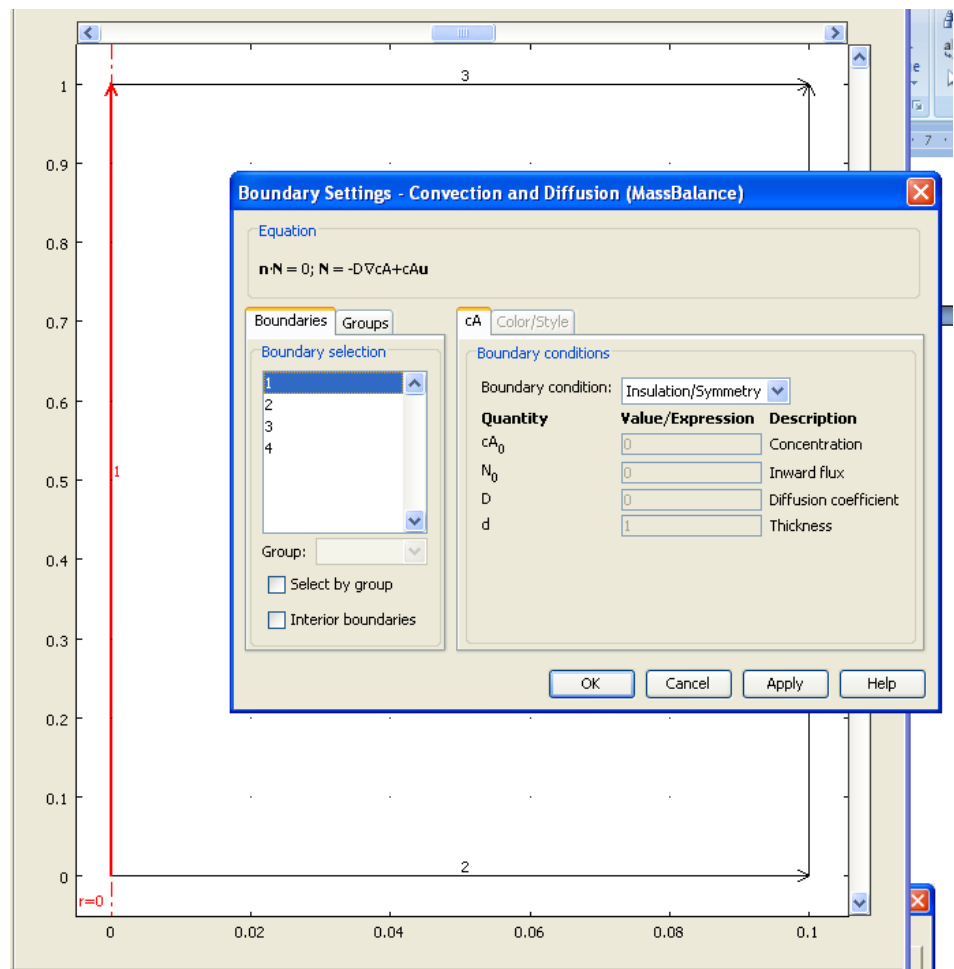 3
1
0.9
0.8
0.7
0.6
0.5
0.4
0.3
0.2
0.1
0
1
2
r=0
0
0.02
0.04
0.06
0.08
0.1
Boundary Settings - Convection and Diffusion (MassBalance)
Equation
n·N = 0; N = -D∇cA+cAu
Boundaries
Groups
Boundary selection
1
2
3
4
Group:
Select by group
Interior boundaries
cA
Color/Style
Boundary conditions
Boundary condition: Insulation/Symmetry
Quantity Value/Expression Description
cA₀ 0 Concentration
N₀ 0 Inward flux
D 0 Diffusion coefficient
d 1 Thickness
OK Cancel Apply Help
· 7 ·